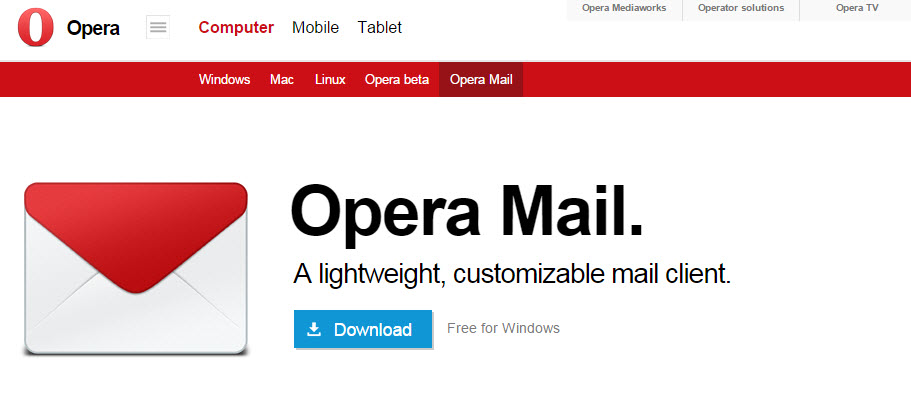 Opera Mediaworks Operator solutions Opera TV
Opera Computer Mobile Tablet
Windows Mac Linux Opera beta Opera Mail
Opera Mail.
A lightweight, customizable mail client.
Download Free for Windows